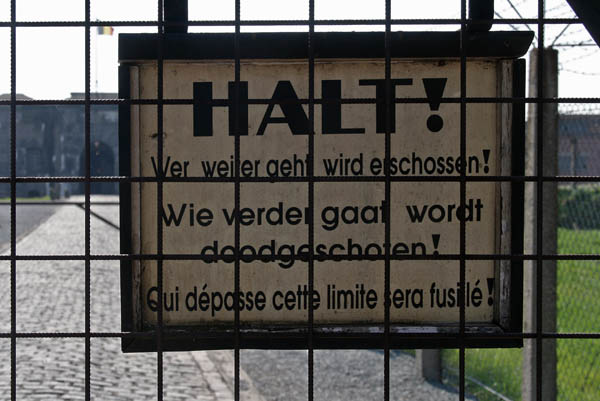 HALT!
Wer weiter geht wird erschossen!
Wie verder gaat wordt
doodgeschoten!
Qui dépasse cette limite sera fusillé!